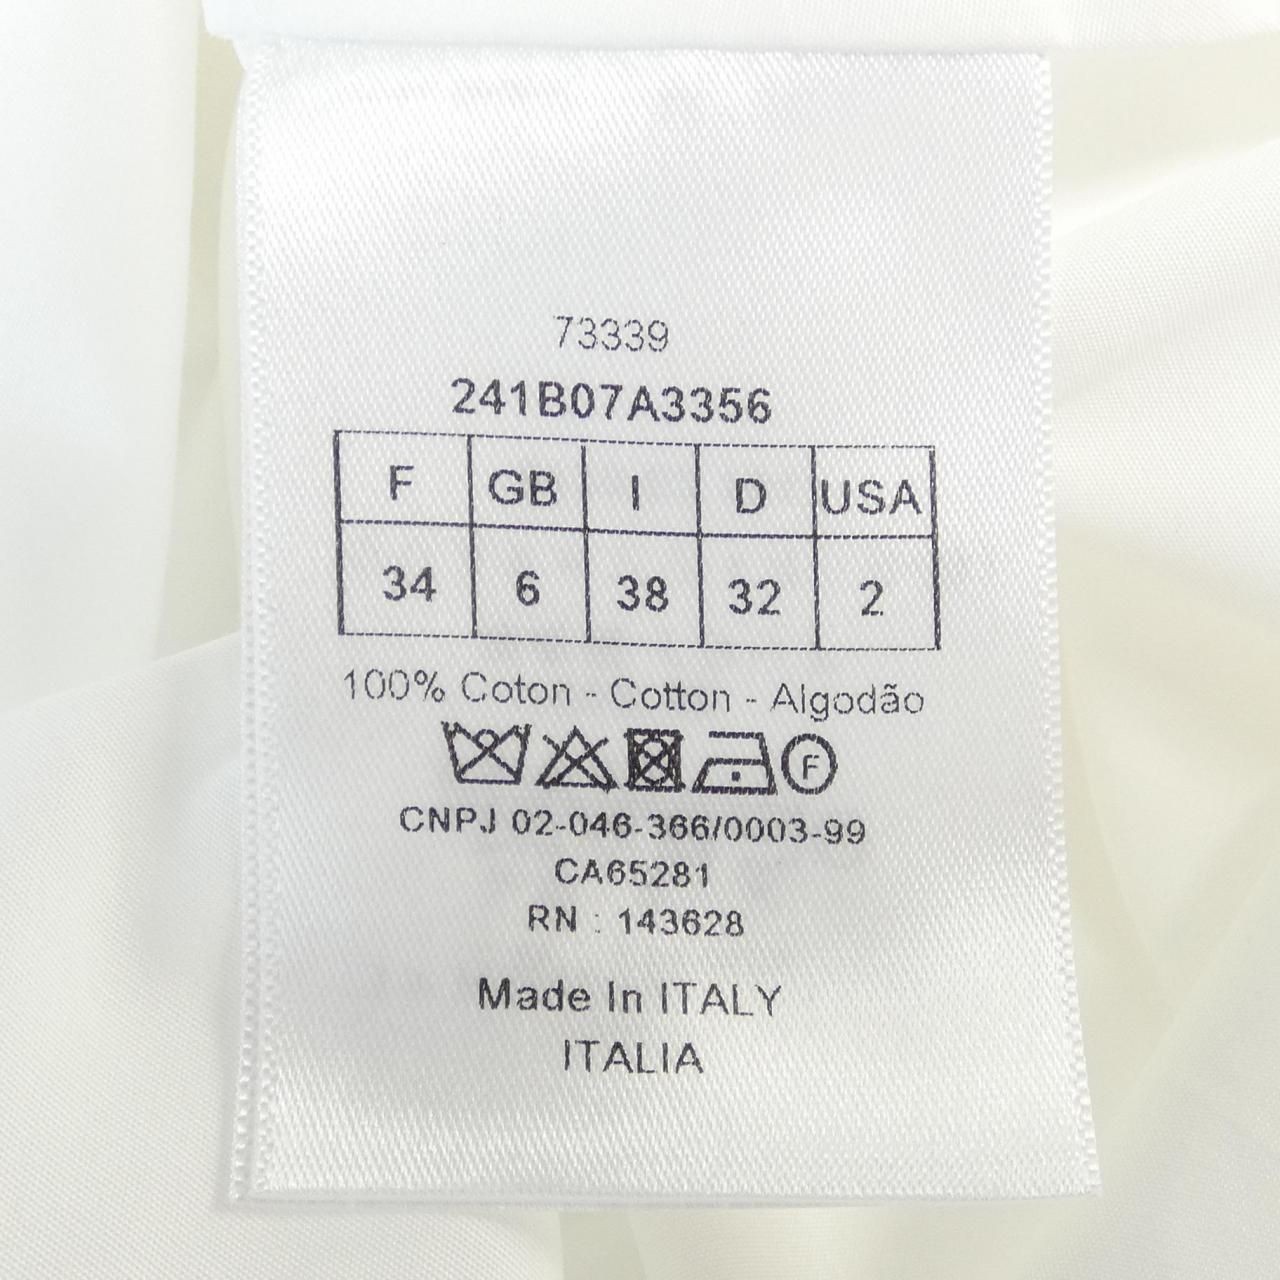 73339
241B07A3356
F GB I D USA
34 6 38 32 2
100% Coton - Cotton - Algodão
F
CNPJ 02-046-366/0003-99
CA65281
RN : 143628
Made In ITALY
ITALIA